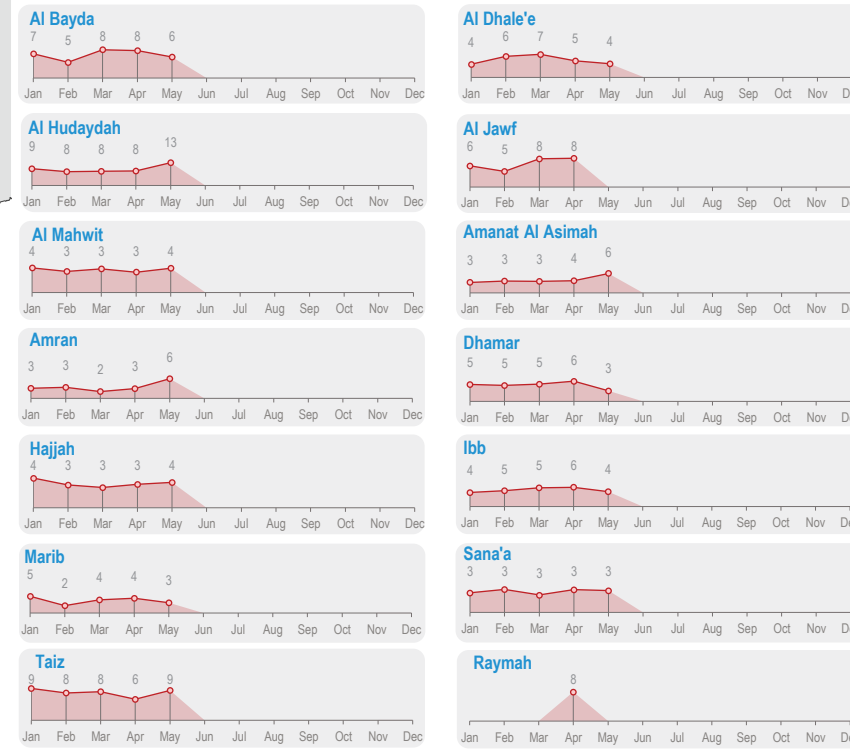 Al Bayda
7 5 8 8 6
Jan Feb Mar Apr May Jun Jul Aug Sep Oct Nov Dec
Al Dhale'e
4 6 7 5 4
Jan Feb Mar Apr May Jun Jul Aug Sep Oct Nov D
Al Hudaydah
9 8 8 8 13
Jan Feb Mar Apr May Jun Jul Aug Sep Oct Nov Dec
Al Jawf
6 5 8 8
Jan Feb Mar Apr May Jun Jul Aug Sep Oct Nov D
Al Mahwit
4 3 3 3 4
Jan Feb Mar Apr May Jun Jul Aug Sep Oct Nov Dec
Amanat Al Asimah
3 3 3 4 6
Jan Feb Mar Apr May Jun Jul Aug Sep Oct Nov D
Amran
3 3 2 3 6
Jan Feb Mar Apr May Jun Jul Aug Sep Oct Nov Dec
Dhamar
5 5 5 6 3
Jan Feb Mar Apr May Jun Jul Aug Sep Oct Nov D
Hajjah
4 3 3 3 4
Jan Feb Mar Apr May Jun Jul Aug Sep Oct Nov Dec
Ibb
4 5 5 6 4
Jan Feb Mar Apr May Jun Jul Aug Sep Oct Nov D
Marib
5 2 4 4 3
Jan Feb Mar Apr May Jun Jul Aug Sep Oct Nov Dec
Sana'a
3 3 3 3 3
Jan Feb Mar Apr May Jun Jul Aug Sep Oct Nov D
Taiz
9 8 8 6 9
Jan Feb Mar Apr May Jun Jul Aug Sep Oct Nov Dec
Raymah
8
Jan Feb Mar Apr May Jun Jul Aug Sep Oct Nov D